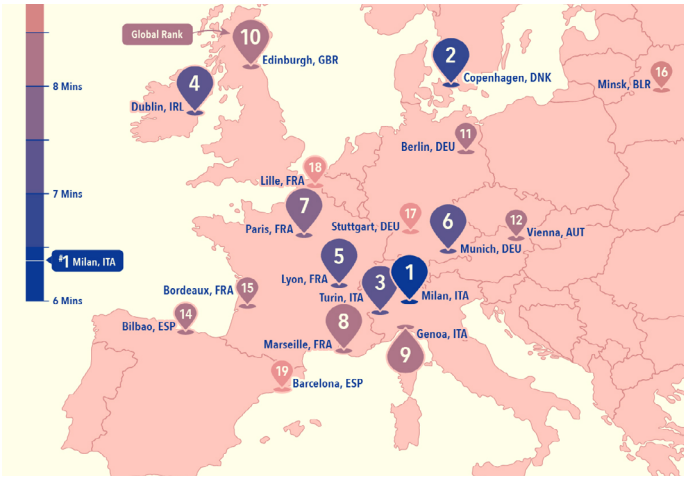 Global Rank
10
Edinburgh, GBR
2
Copenhagen, DNK
16
Minsk, BLR
8 Mins
4
Dublin, IRL
11
Berlin, DEU
18
Lille, FRA
7 Mins
7
Paris, FRA
17
Stuttgart, DEU
6
Munich, DEU
12
Vienna, AUT
#1 Milan, ITA
5
Lyon, FRA
3
Turin, ITA
1
Milan, ITA
15
Bordeaux, FRA
6 Mins
14
Bilbao, ESP
8
Marseille, FRA
Genoa, ITA
9
19
Barcelona, ESP